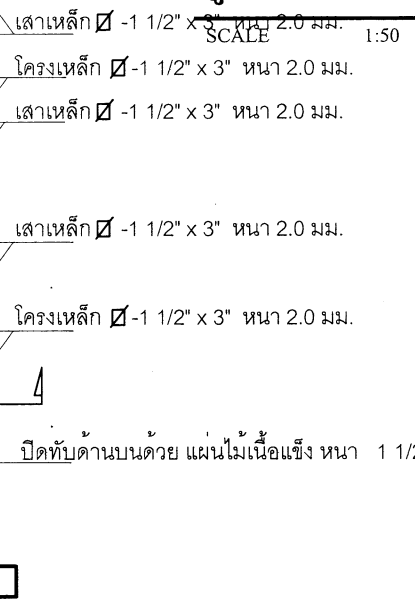 เสาเหล็ก -1 1/2" x 3" หนา 2.0 มม.
SCALE 1:50
โครงเหล็ก -1 1/2" x 3" หนา 2.0 มม.
เสาเหล็ก -1 1/2" x 3" หนา 2.0 มม.
เสาเหล็ก -1 1/2" x 3" หนา 2.0 มม.
โครงเหล็ก -1 1/2" x 3" หนา 2.0 มม.
ปิดทับด้านบนด้วย แผ่นไม้เนื้อแข็ง หนา 1 1/2